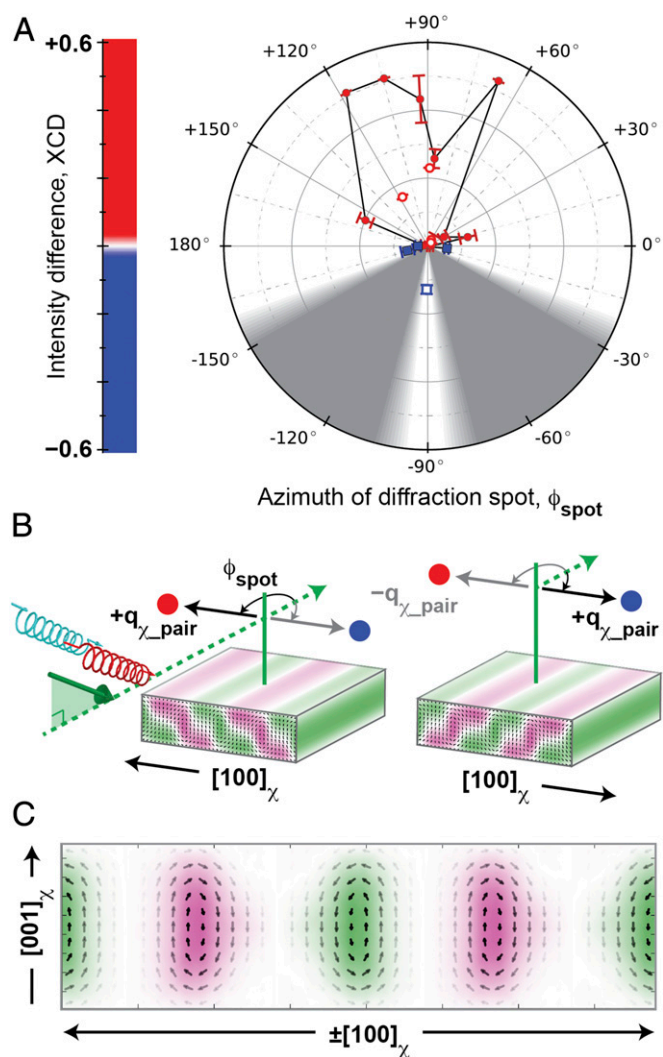 A
+0.6
Intensity difference, XCD
−0.6
+90°
+120°
+60°
+150°
+30°
180°
0°
-150°
-30°
-120°
-60°
-90°
Azimuth of diffraction spot, ϕspot
B
ϕspot
+qχ_pair
−qχ_pair
+qχ_pair
[100]χ
[100]χ
C
[001]χ
±[100]χ